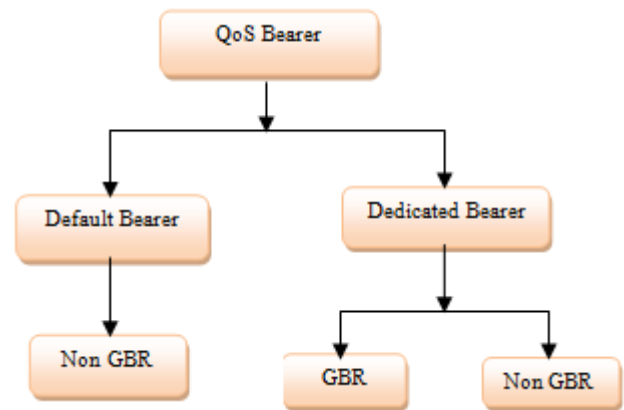 QoS Bearer
Default Bearer
Dedicated Bearer
Non GBR
GBR
Non GBR